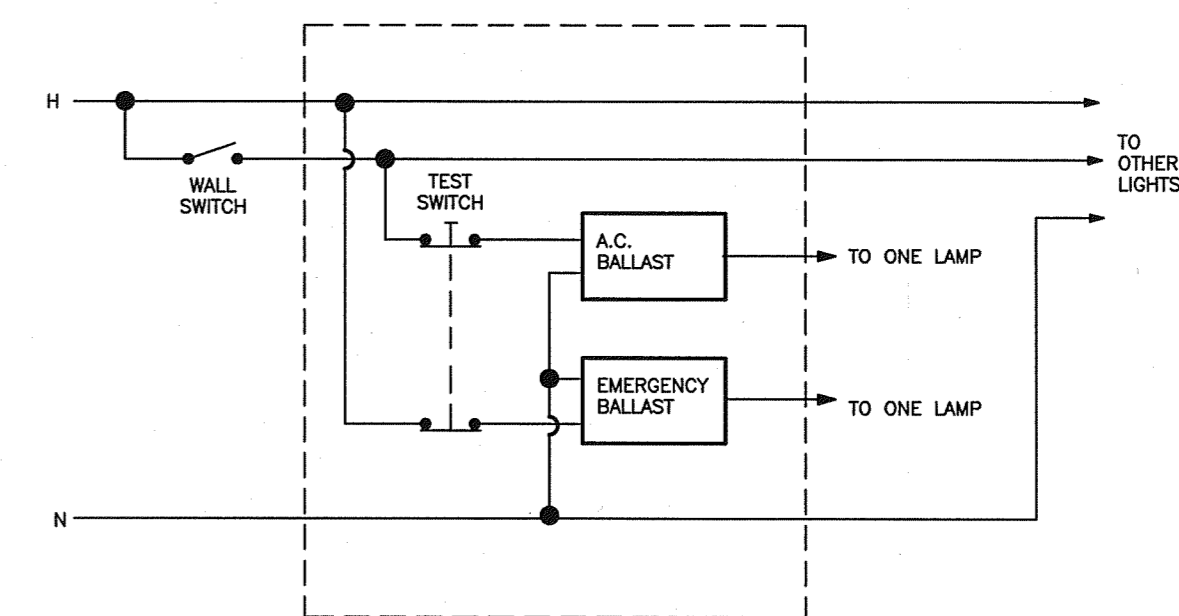 H
TO
OTHER
LIGHTS
WALL
SWITCH
TEST
SWITCH
A.C.
BALLAST
TO ONE LAMP
EMERGENCY
BALLAST
TO ONE LAMP
N